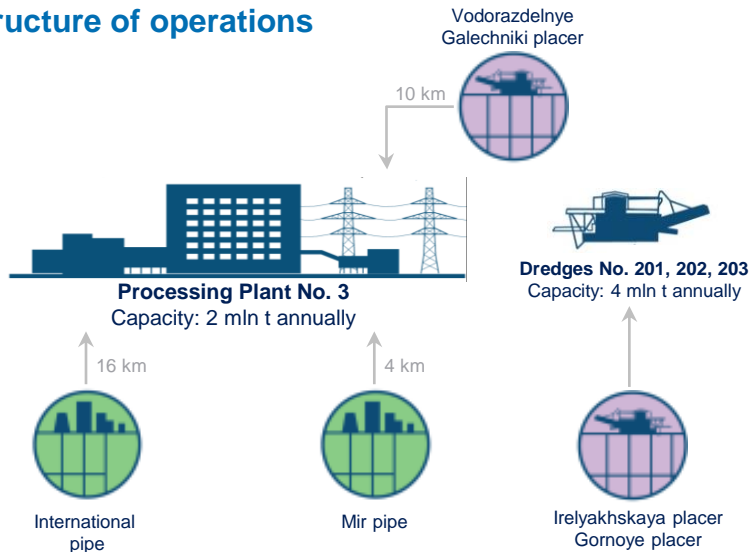 ructure of operations
Vodorazdelnye
Galechniki placer
10 km
Processing Plant No. 3
Capacity: 2 mln t annually
Dredges No. 201, 202, 203
Capacity: 4 mln t annually
16 km
4 km
International
pipe
Mir pipe
Irelyakhskaya placer
Gornoye placer